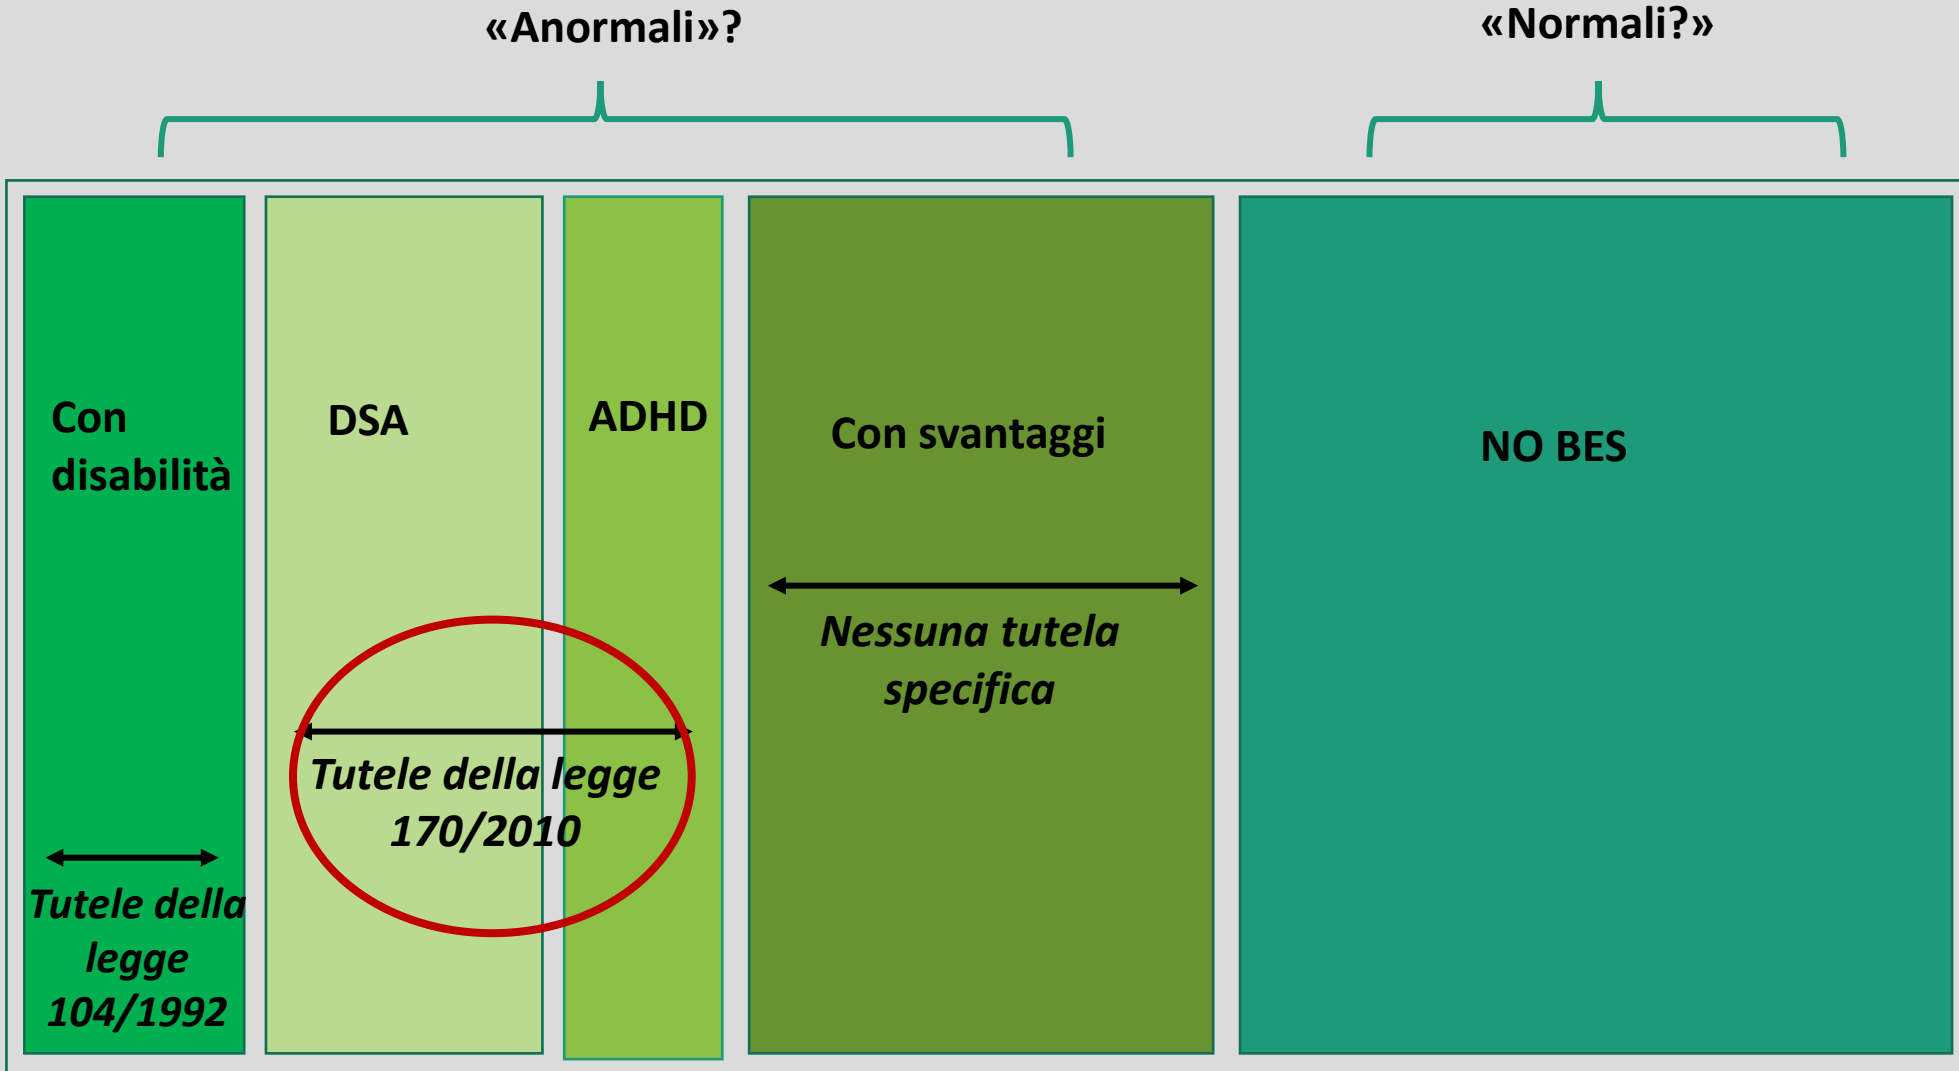 «Anormali»?
«Normali?»
Con
disabilità
DSA
ADHD
Con svantaggi
NO BES
Nessuna tutela
specifica
Tutele della legge
170/2010
Tutele della
legge
104/1992